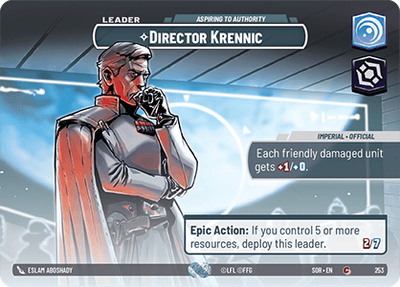 LEADER
ASPIRING TO AUTHORITY
✧DIRECTOR KRENNIC
IMPERIAL • OFFICIAL
Each friendly damaged unit
gets +1/+0.
Epic Action: If you control 5 or more
resources, deploy this leader.
2/7
ESLAM ABOSHADY
©LFL ©FFG
SOR • EN
C
253